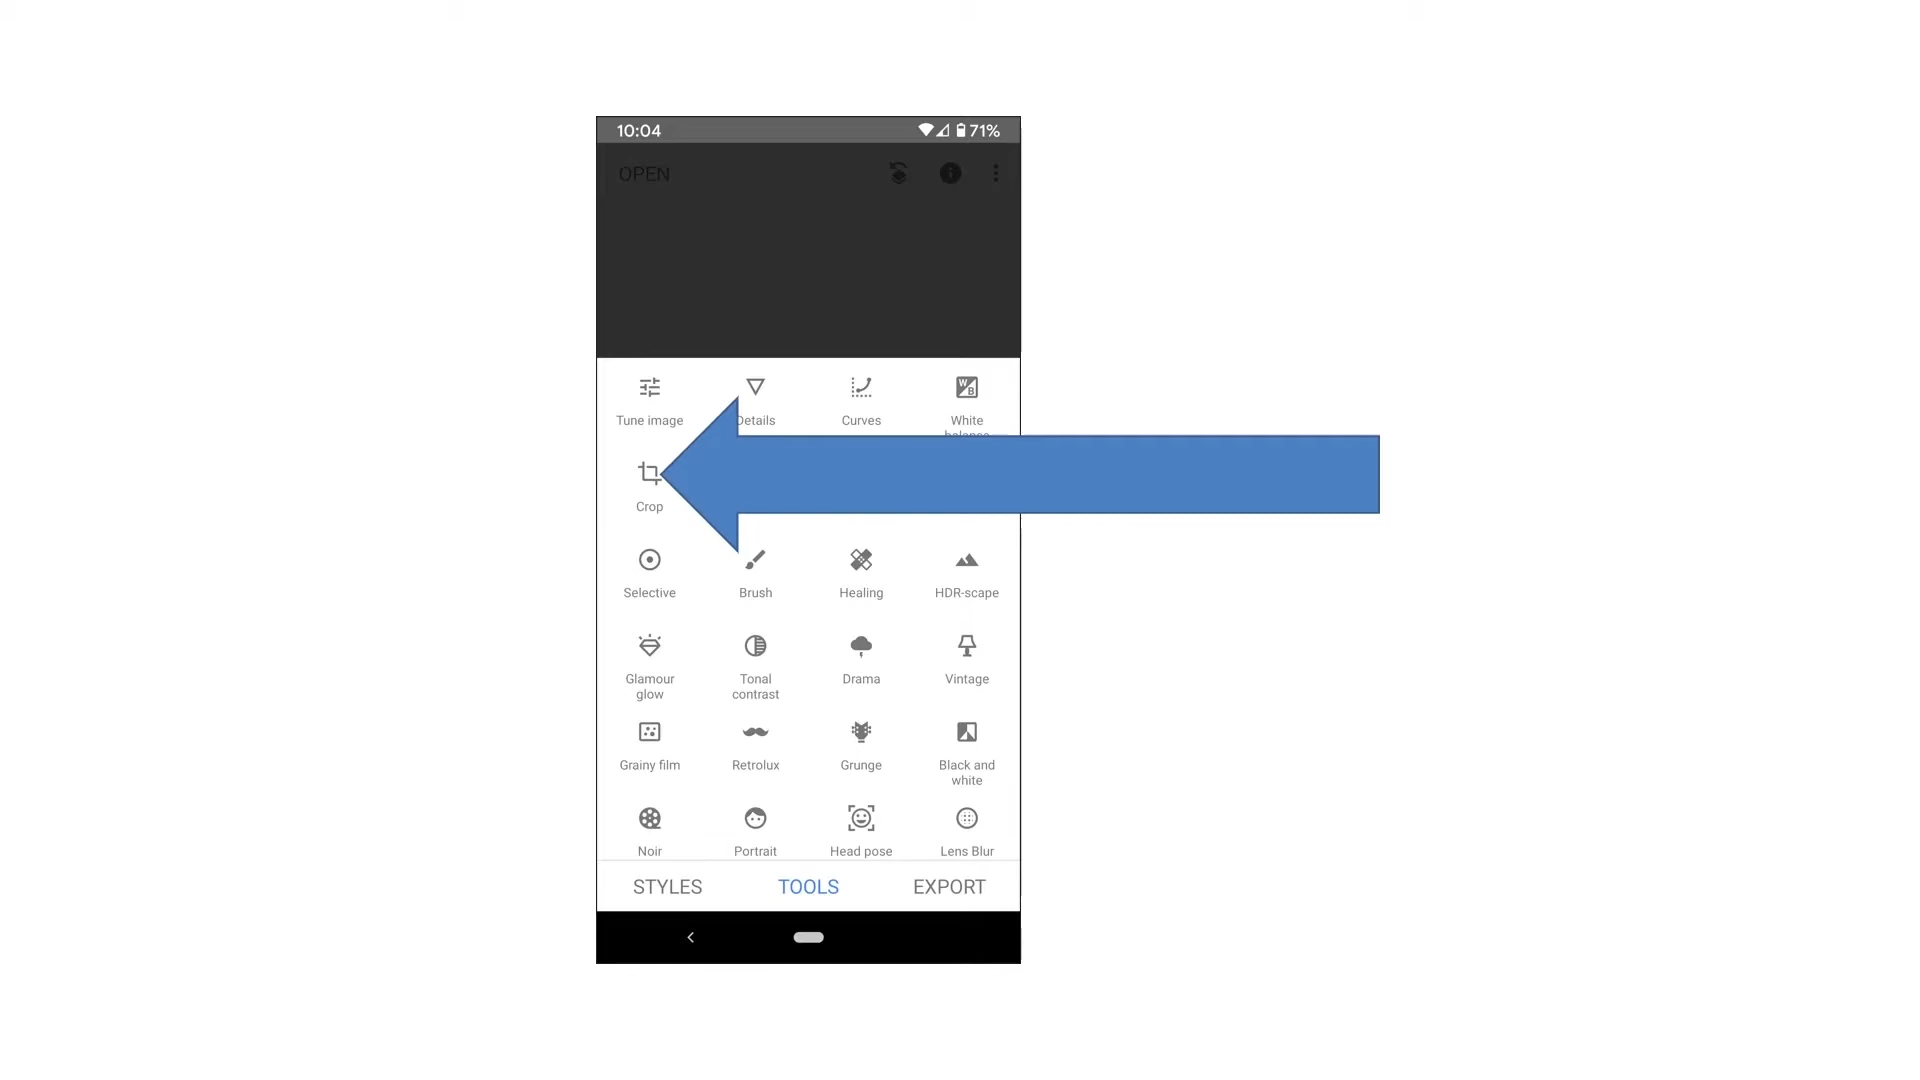 10:04 71%
OPEN
Tune image Details Curves White
balance
Crop
Selective Brush Healing HDR-scape
Glamour Tonal Drama Vintage
glow contrast
Grainy film Retrolux Grunge Black and
white
Noir Portrait Head pose Lens Blur
STYLES TOOLS EXPORT